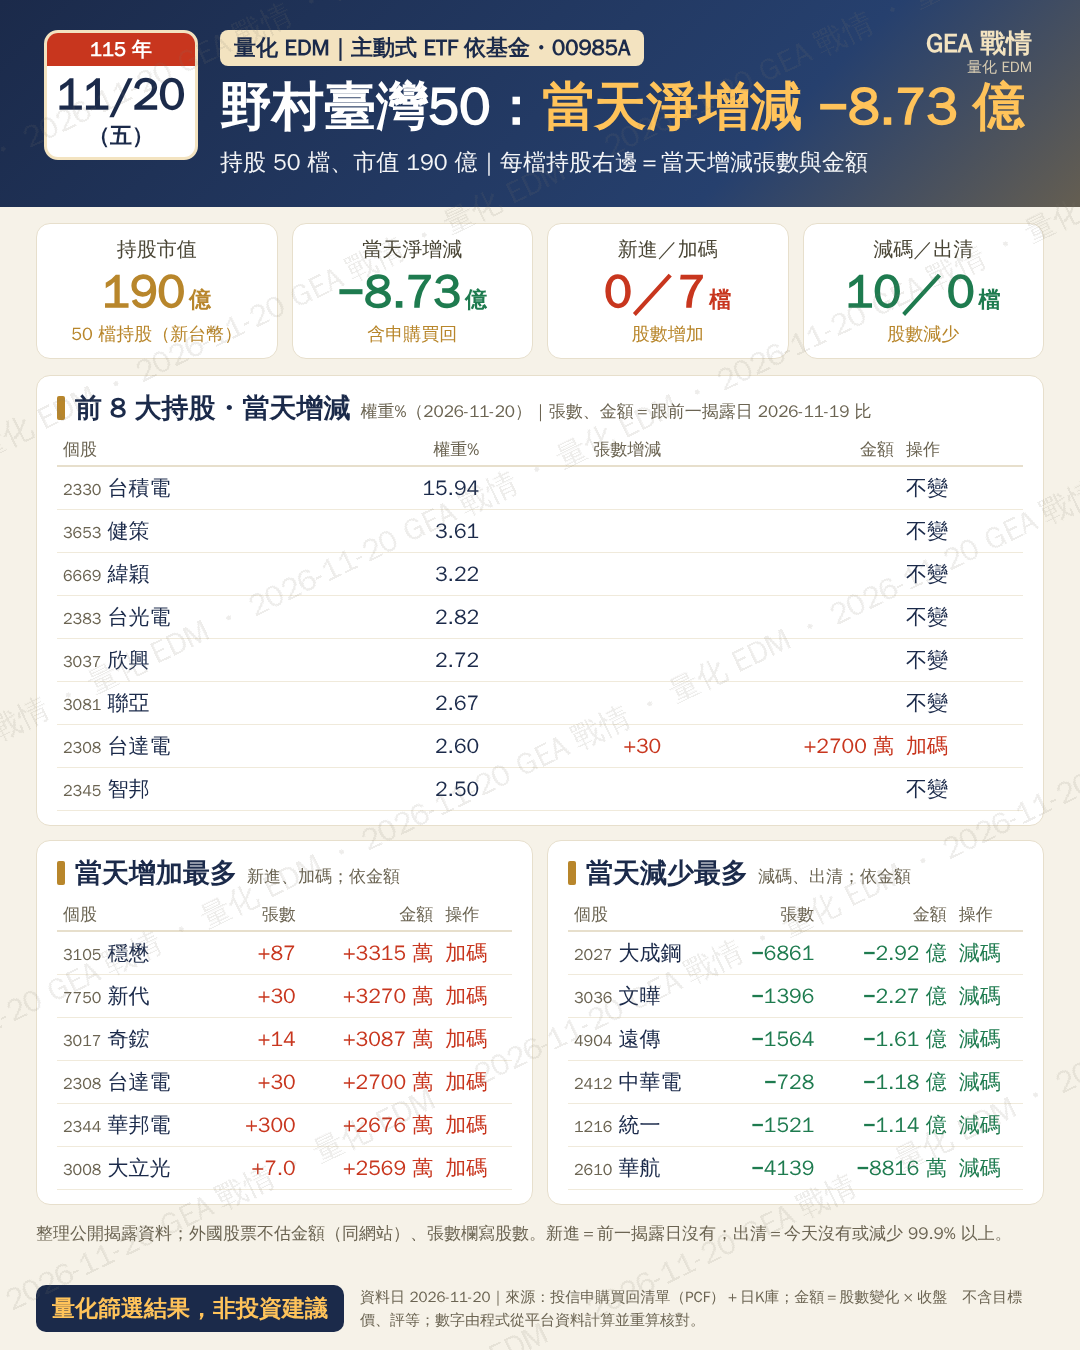 115 年
11/20
（五）
量化 EDM｜主動式 ETF 依基金・00985A
GEA 戰情
量化 EDM
野村臺灣50：當天淨增減 −8.73 億
持股 50 檔、市值 190 億｜每檔持股右邊＝當天增減張數與金額
持股市值
190 億
50 檔持股（新台幣）
當天淨增減
−8.73 億
含申購買回
新進／加碼
0／7 檔
股數增加
減碼／出清
10／0 檔
股數減少
前 8 大持股・當天增減 權重%（2026-11-20）｜張數、金額＝跟前一揭露日 2026-11-19 比
個股 權重% 張數增減 金額 操作
2330 台積電 15.94 不變
3653 健策 3.61 不變
6669 緯穎 3.22 不變
2383 台光電 2.82 不變
3037 欣興 2.72 不變
3081 聯亞 2.67 不變
2308 台達電 2.60 +30 +2700 萬 加碼
2345 智邦 2.50 不變
當天增加最多 新進、加碼；依金額
個股 張數 金額 操作
3105 穩懋 +87 +3315 萬 加碼
7750 新代 +30 +3270 萬 加碼
3017 奇鋐 +14 +3087 萬 加碼
2308 台達電 +30 +2700 萬 加碼
2344 華邦電 +300 +2676 萬 加碼
3008 大立光 +7.0 +2569 萬 加碼
當天減少最多 減碼、出清；依金額
個股 張數 金額 操作
2027 大成鋼 −6861 −2.92 億 減碼
3036 文曄 −1396 −2.27 億 減碼
4904 遠傳 −1564 −1.61 億 減碼
2412 中華電 −728 −1.18 億 減碼
1216 統一 −1521 −1.14 億 減碼
2610 華航 −4139 −8816 萬 減碼
整理公開揭露資料；外國股票不估金額（同網站）、張數欄寫股數。新進＝前一揭露日沒有；出清＝今天沒有或減少 99.9% 以上。
量化篩選結果，非投資建議
資料日 2026-11-20｜來源：投信申購買回清單（PCF）＋日K庫；金額＝股數變化 × 收盤　不含目標
價、評等；數字由程式從平台資料計算並重算核對。